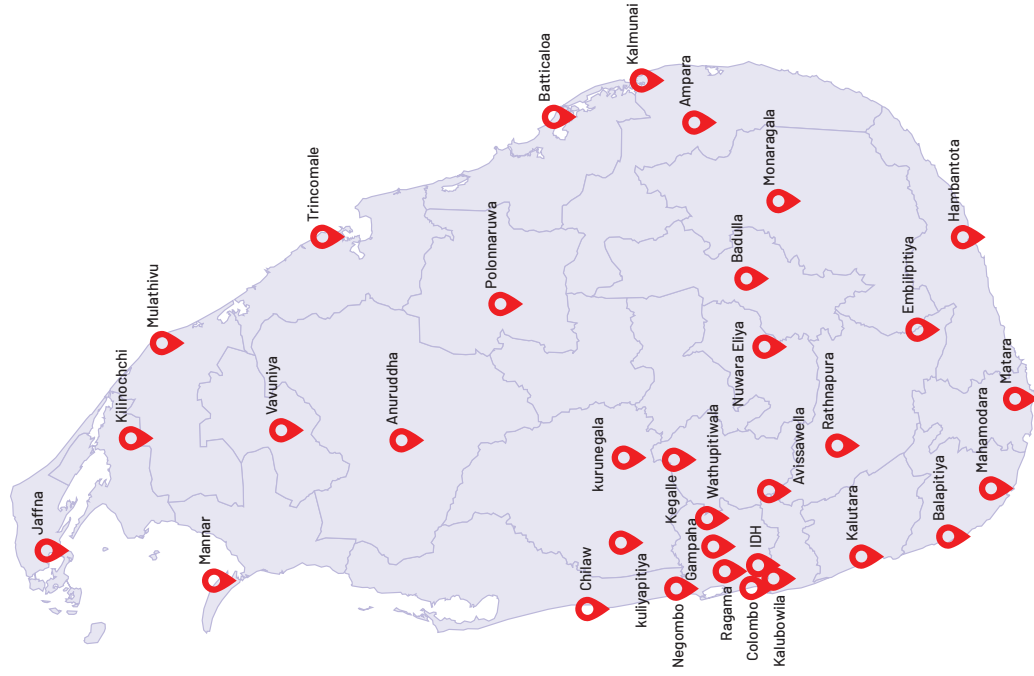 Jaffna
Kilinochchi
Mulathivu
Mannar
Vavuniya
Trincomale
Anuruddha
Polonnaruwa
Batticaloa
Kalmunai
Ampara
Chilaw
kuliyapitiya
kurunegala
Kegalle
Wathupitiwala
Negombo
Gampaha
Ragama
Colombo
IDH
Kalubowila
Avissawella
Nuwara Eliya
Badulla
Monaragala
Rathnapura
Kalutara
Embilipitiya
Hambantota
Balapitiya
Mahamodara
Matara